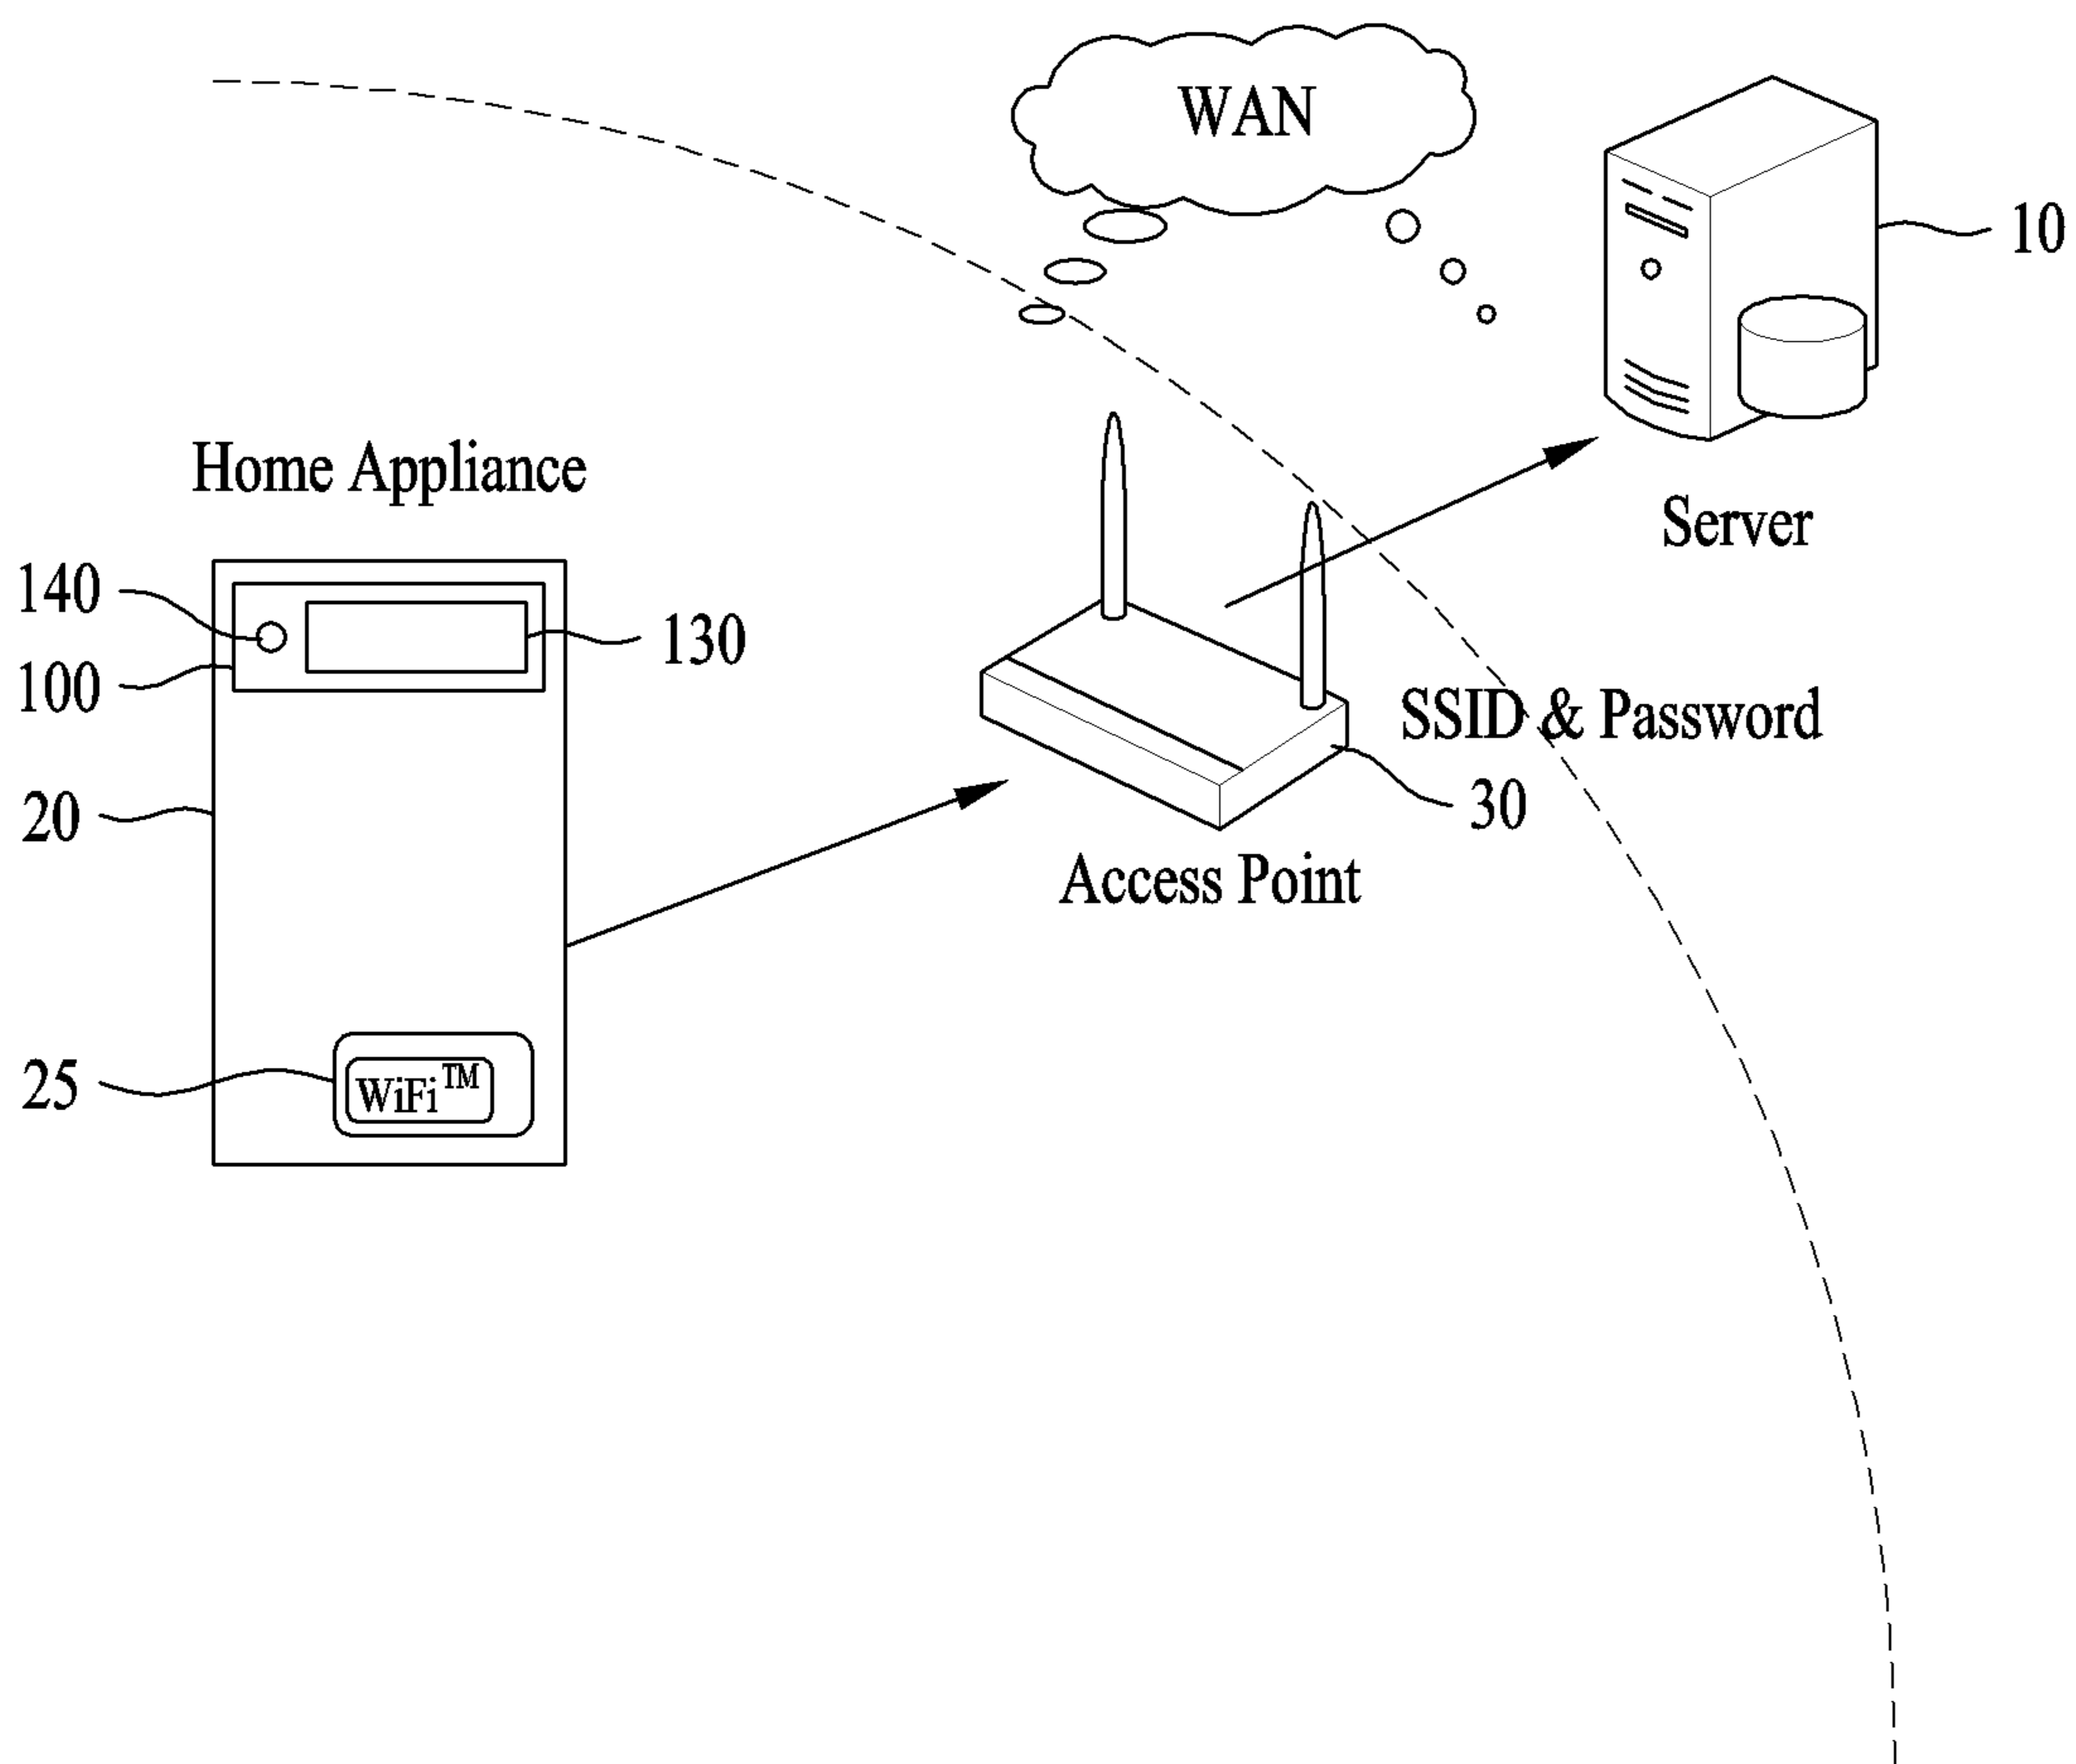 WAN
10
Home Appliance
Server
140
130
100
SSID & Password
20
30
Access Point
25
WiFi™